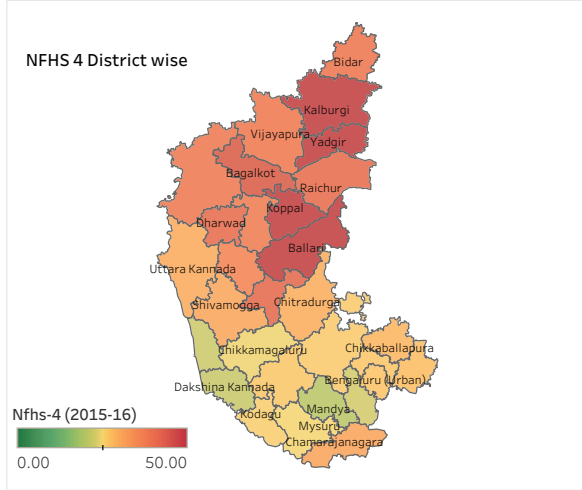 NFHS 4 District wise
Bidar
Kalburgi
Vijayapura
Yadgir
Bagalkot
Raichur
Koppal
Dharwad
Ballari
Uttara Kannada
Shivamogga
Chitradurga
Chikkamagaluru
Chikkaballapura
Bengaluru (Urban)
Dakshina Kannada
Mandya
Kodagu
Mysuru
Chamarajanagara
Nfhs-4 (2015-16)
0.00 50.00